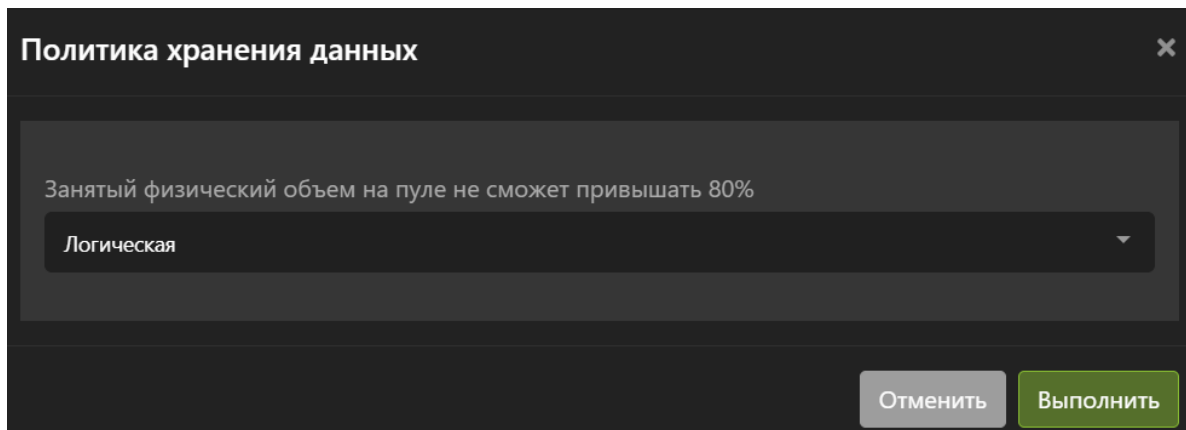 Политика хранения данных
Занятый физический объем на пуле не сможет привышать 80%
Логическая
Отменить
Выполнить